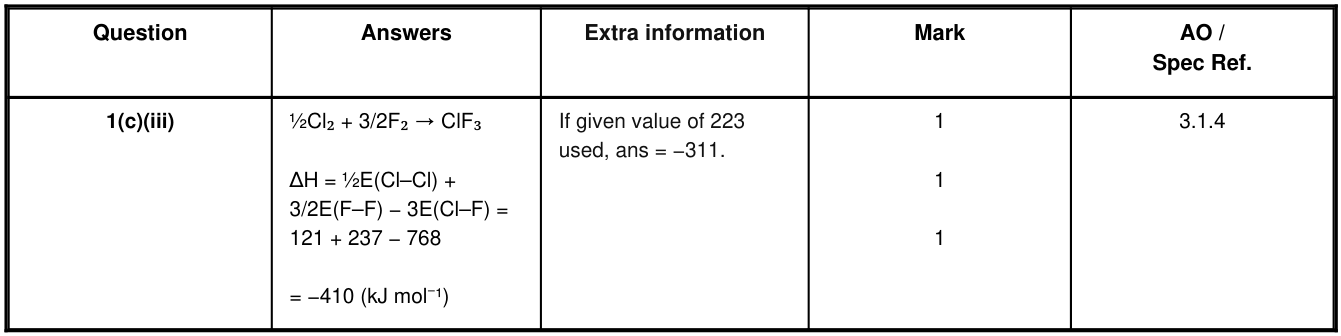 Question
Answers
Extra information
Mark
AO /
Spec Ref.
1(c)(iii)
½Cl₂ + 3/2F₂ → ClF₃
ΔH = ½E(Cl–Cl) +
3/2E(F–F) − 3E(Cl–F) =
121 + 237 − 768
= −410 (kJ mol⁻¹)
If given value of 223
used, ans = −311.
1
1
1
3.1.4